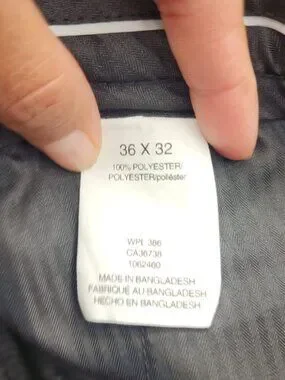 36 X 32
100% POLYESTER/
POLYESTER/poliéster
WPL 386
CA36738
1062460
MADE IN BANGLADESH
FABRIQUÉ AU BANGLADESH
HECHO EN BANGLADESH